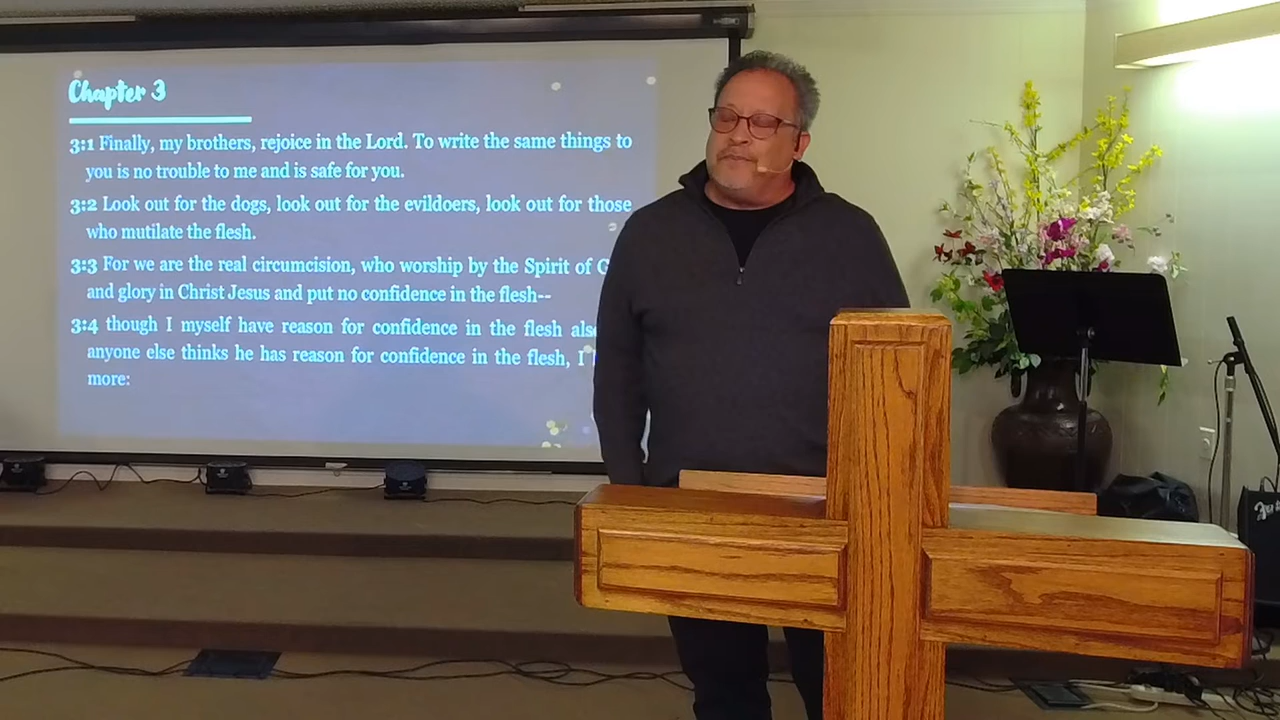 Chapter 3
3:1 Finally, my brothers, rejoice in the Lord. To write the same things to
you is no trouble to me and is safe for you.
3:2 Look out for the dogs, look out for the evildoers, look out for those
who mutilate the flesh.
3:3 For we are the real circumcision, who worship by the Spirit of G
and glory in Christ Jesus and put no confidence in the flesh--
3:4 though I myself have reason for confidence in the flesh als
anyone else thinks he has reason for confidence in the flesh, I
more: